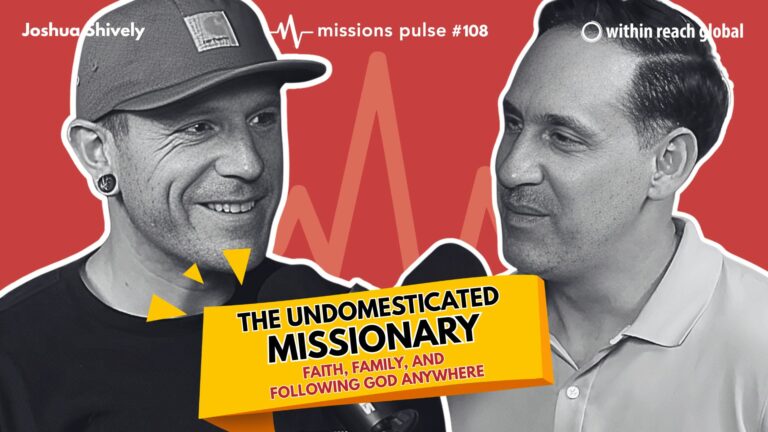 Joshua Shively
missions pulse #108
within reach global
THE UNDOMESTICATED
MISSIONARY
FAITH, FAMILY, AND
FOLLOWING GOD ANYWHERE